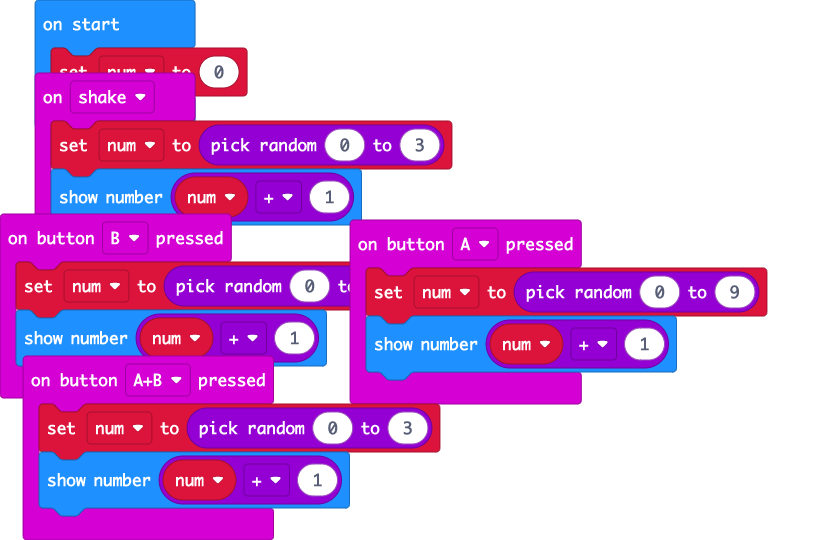 on start
set num to 0
on shake
set num to pick random 0 to 3
show number num + 1
on button B pressed
set num to pick random 0 to
show number num + 1
on button A pressed
set num to pick random 0 to 9
show number num + 1
on button A+B pressed
set num to pick random 0 to 3
show number num + 1